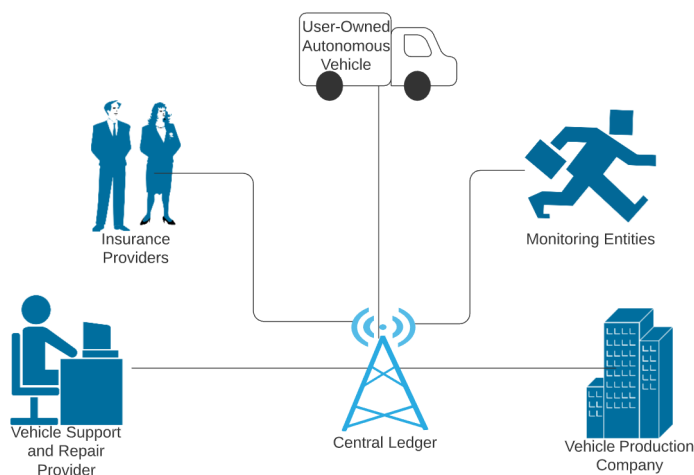 User-Owned
Autonomous
Vehicle
Insurance
Providers
Monitoring Entities
Vehicle Support
and Repair
Provider
Central Ledger
Vehicle Production
Company